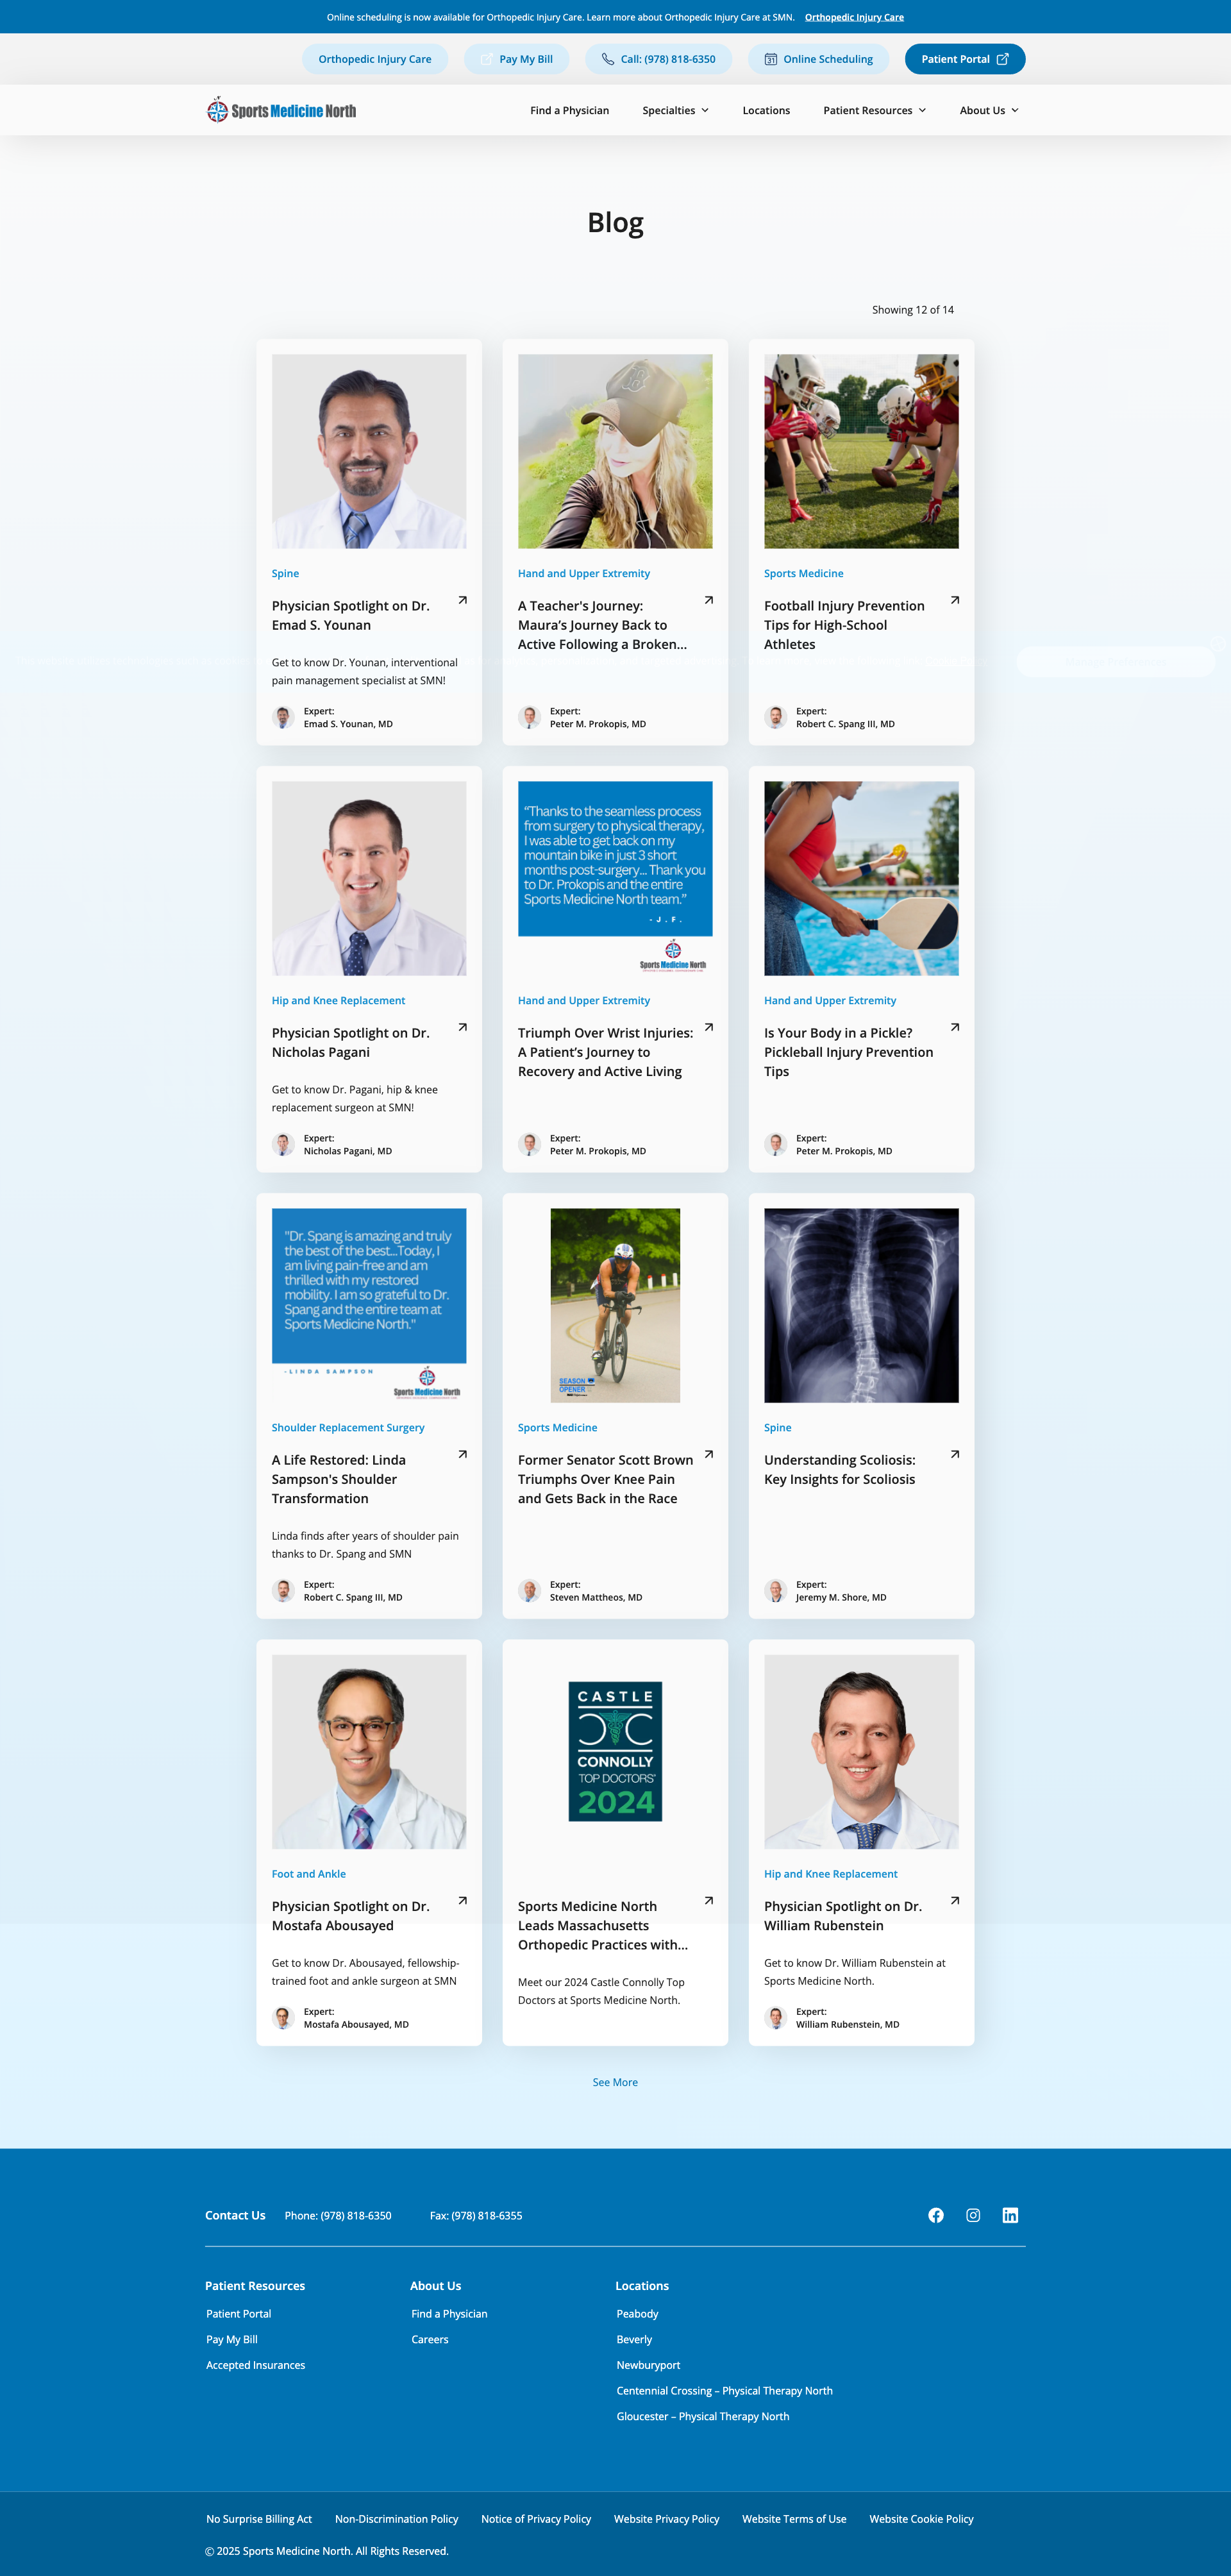 Online scheduling is now available for Orthopedic Injury Care. Learn more about Orthopedic Injury Care at SMN. Orthopedic Injury Care
Orthopedic Injury Care
Pay My Bill
Call: (978) 818-6350
Online Scheduling
Patient Portal
Sports Medicine North
Find a Physician
Specialties
Locations
Patient Resources
About Us
Blog
Showing 12 of 14
Spine
Physician Spotlight on Dr.
Emad S. Younan
Get to know Dr. Younan, interventional
pain management specialist at SMN!
Expert:
Emad S. Younan, MD
Hand and Upper Extremity
A Teacher's Journey:
Maura’s Journey Back to
Active Following a Broken...
Expert:
Peter M. Prokopis, MD
Sports Medicine
Football Injury Prevention
Tips for High-School
Athletes
Expert:
Robert C. Spang III, MD
Hip and Knee Replacement
Physician Spotlight on Dr.
Nicholas Pagani
Get to know Dr. Pagani, hip & knee
replacement surgeon at SMN!
Expert:
Nicholas Pagani, MD
“Thanks to the seamless process
from surgery to physical therapy,
I was able to get back on my
mountain bike in just 3 short
months post-surgery... Thank you
to Dr. Prokopis and the entire
Sports Medicine North team.”
- J.F.
Sports Medicine North
Hand and Upper Extremity
Triumph Over Wrist Injuries:
A Patient’s Journey to
Recovery and Active Living
Expert:
Peter M. Prokopis, MD
Hand and Upper Extremity
Is Your Body in a Pickle?
Pickleball Injury Prevention
Tips
Expert:
Peter M. Prokopis, MD
"Dr. Spang is amazing and truly
the best of the best...Today, I
am living pain-free and am
thrilled with my restored
mobility. I am so grateful to Dr.
Spang and the entire team at
Sports Medicine North."
-LINDA SAMPSON
Sports Medicine North
Shoulder Replacement Surgery
A Life Restored: Linda
Sampson's Shoulder
Transformation
Linda finds after years of shoulder pain
thanks to Dr. Spang and SMN
Expert:
Robert C. Spang III, MD
SEASON
OPENER
Sports Medicine
Former Senator Scott Brown
Triumphs Over Knee Pain
and Gets Back in the Race
Expert:
Steven Mattheos, MD
Spine
Understanding Scoliosis:
Key Insights for Scoliosis
Expert:
Jeremy M. Shore, MD
Foot and Ankle
Physician Spotlight on Dr.
Mostafa Abousayed
Get to know Dr. Abousayed, fellowship-
trained foot and ankle surgeon at SMN
Expert:
Mostafa Abousayed, MD
CASTLE
CONNOLLY
TOP DOCTORS®
2024
Sports Medicine North
Leads Massachusetts
Orthopedic Practices with...
Meet our 2024 Castle Connolly Top
Doctors at Sports Medicine North.
Hip and Knee Replacement
Physician Spotlight on Dr.
William Rubenstein
Get to know Dr. William Rubenstein at
Sports Medicine North.
Expert:
William Rubenstein, MD
See More
Contact Us
Phone: (978) 818-6350
Fax: (978) 818-6355
Patient Resources
Patient Portal
Pay My Bill
Accepted Insurances
About Us
Find a Physician
Careers
Locations
Peabody
Beverly
Newburyport
Centennial Crossing – Physical Therapy North
Gloucester – Physical Therapy North
No Surprise Billing Act
Non-Discrimination Policy
Notice of Privacy Policy
Website Privacy Policy
Website Terms of Use
Website Cookie Policy
© 2025 Sports Medicine North. All Rights Reserved.